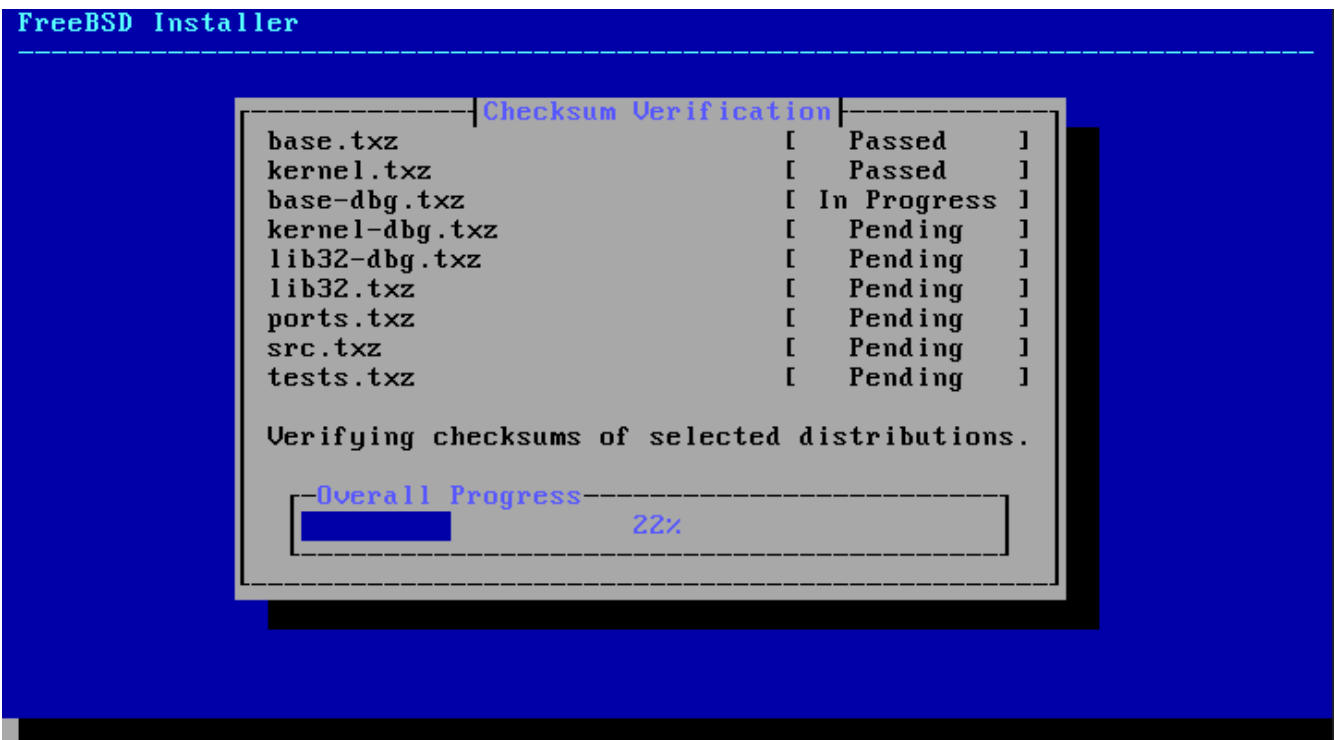 FreeBSD Installer
Checksum Verification
base.txz [ Passed ]
kernel.txz [ Passed ]
base-dbg.txz [ In Progress ]
kernel-dbg.txz [ Pending ]
lib32-dbg.txz [ Pending ]
lib32.txz [ Pending ]
ports.txz [ Pending ]
src.txz [ Pending ]
tests.txz [ Pending ]
Verifying checksums of selected distributions.
Overall Progress
22%